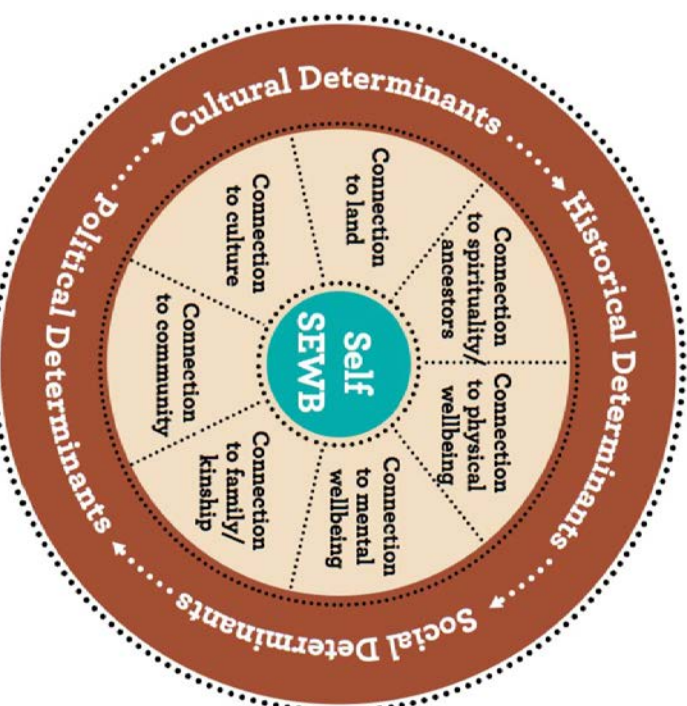 Self
SEWB
Connection
to spirituality/
ancestors
Connection
to physical
wellbeing
Connection
to mental
wellbeing
Connection
to family/
kinship
Connection
to community
Connection
to culture
Connection
to land
Cultural Determinants
Historical Determinants
Social Determinants
Political Determinants